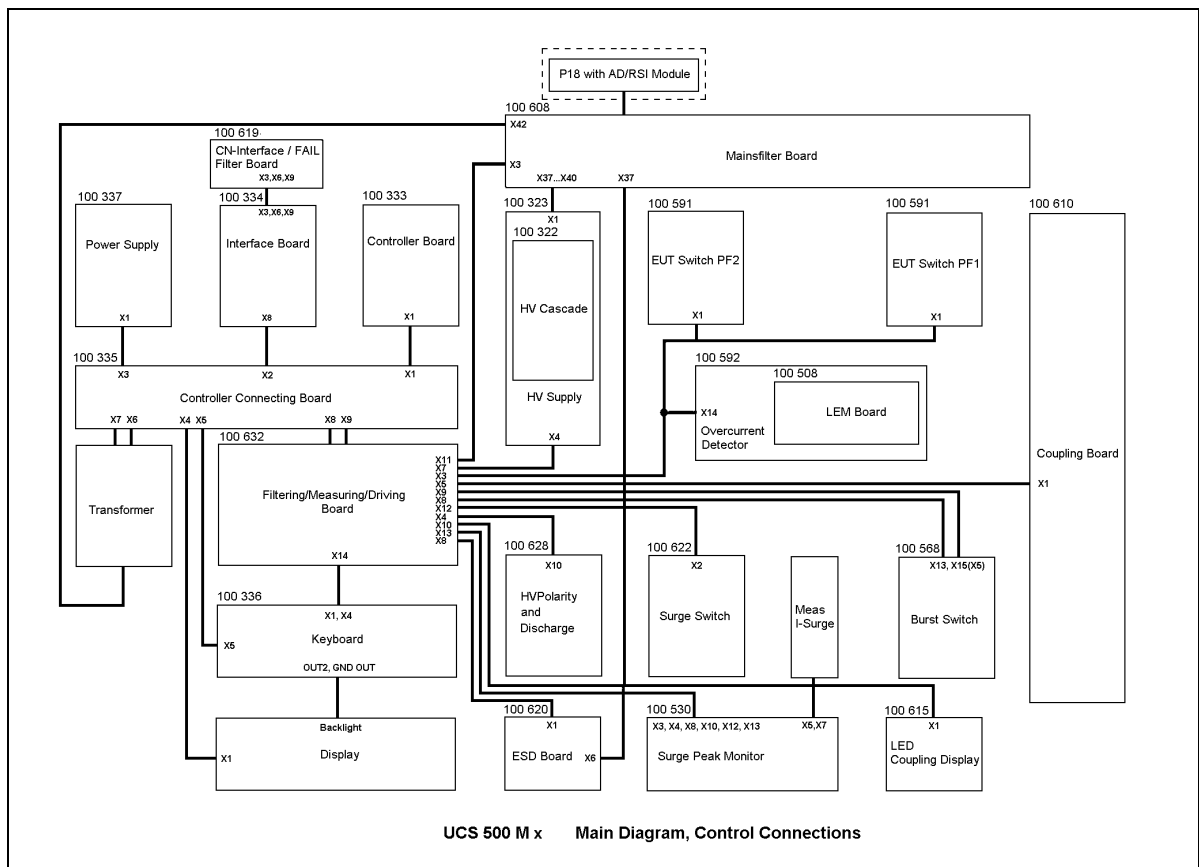 P18 with AD/RSI Module
100 608
X42
Mainsfilter Board
X3
X37...X40
X37
100 619
CN-Interface / FAIL
Filter Board
X3,X6,X9
100 337
Power Supply
X1
100 334
X3,X6,X9
Interface Board
X8
100 333
Controller Board
X1
100 323
X1
100 322
HV Cascade
HV Supply
X4
100 591
EUT Switch PF2
X1
100 591
EUT Switch PF1
X1
100 610
Coupling Board
X1
100 335
X3
X2
X1
Controller Connecting Board
X7 X6
X4 X5
X8 X9
100 592
100 508
LEM Board
X14
Overcurrent
Detector
Transformer
100 632
Filtering/Measuring/Driving
Board
X11
X7
X3
X5
X9
X8
X12
X4
X10
X13
X8
X14
100 628
X10
HVPolarity
and
Discharge
100 622
X2
Surge Switch
Meas
I-Surge
100 568
X13, X15(X5)
Burst Switch
100 336
X1, X4
Keyboard
X5
OUT2, GND OUT
Backlight
X1
Display
100 620
X1
ESD Board
X6
100 530
X3, X4, X8, X10, X12, X13
X5,X7
Surge Peak Monitor
100 615
X1
LED
Coupling Display
UCS 500 M x Main Diagram, Control Connections